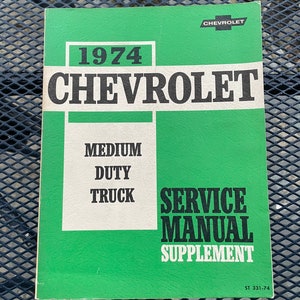 CHEVROLET
1974
CHEVROLET
MEDIUM
DUTY
TRUCK
SERVICE
MANUAL
SUPPLEMENT
ST 331-74